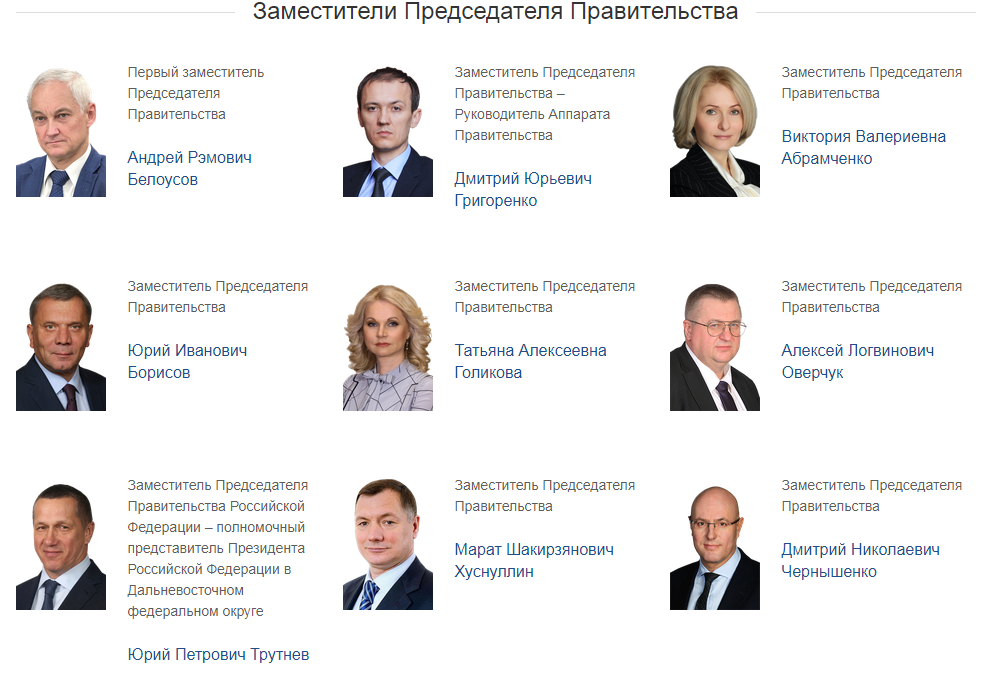 Заместители Председателя Правительства
Первый заместитель
Председателя
Правительства
Андрей Рэмович
Белоусов
Заместитель Председателя
Правительства –
Руководитель Аппарата
Правительства
Дмитрий Юрьевич
Григоренко
Заместитель Председателя
Правительства
Виктория Валериевна
Абрамченко
Заместитель Председателя
Правительства
Юрий Иванович
Борисов
Заместитель Председателя
Правительства
Татьяна Алексеевна
Голикова
Заместитель Председателя
Правительства
Алексей Логвинович
Оверчук
Заместитель Председателя
Правительства Российской
Федерации – полномочный
представитель Президента
Российской Федерации в
Дальневосточном
федеральном округе
Юрий Петрович Трутнев
Заместитель Председателя
Правительства
Марат Шакирзянович
Хуснуллин
Заместитель Председателя
Правительства
Дмитрий Николаевич
Чернышенко